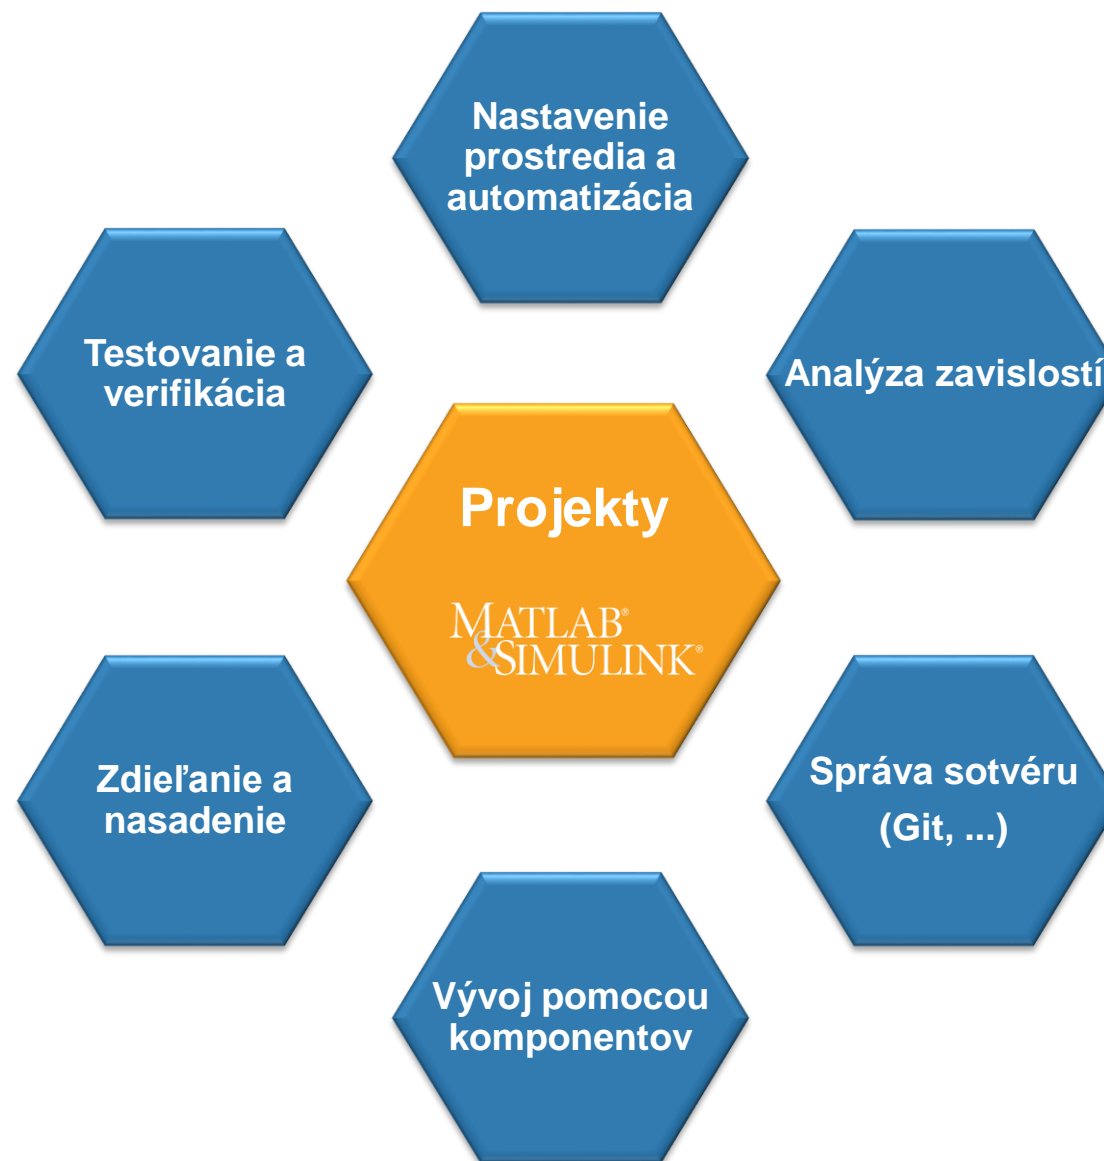 Nastavenie
prostredia a
automatizácia
Testovanie a
verifikácia
Analýza zavislostí
Projekty
MATLAB®
&SIMULINK®
Zdieľanie a
nasadenie
Správa sotvéru
(Git, ...)
Vývoj pomocou
komponentov